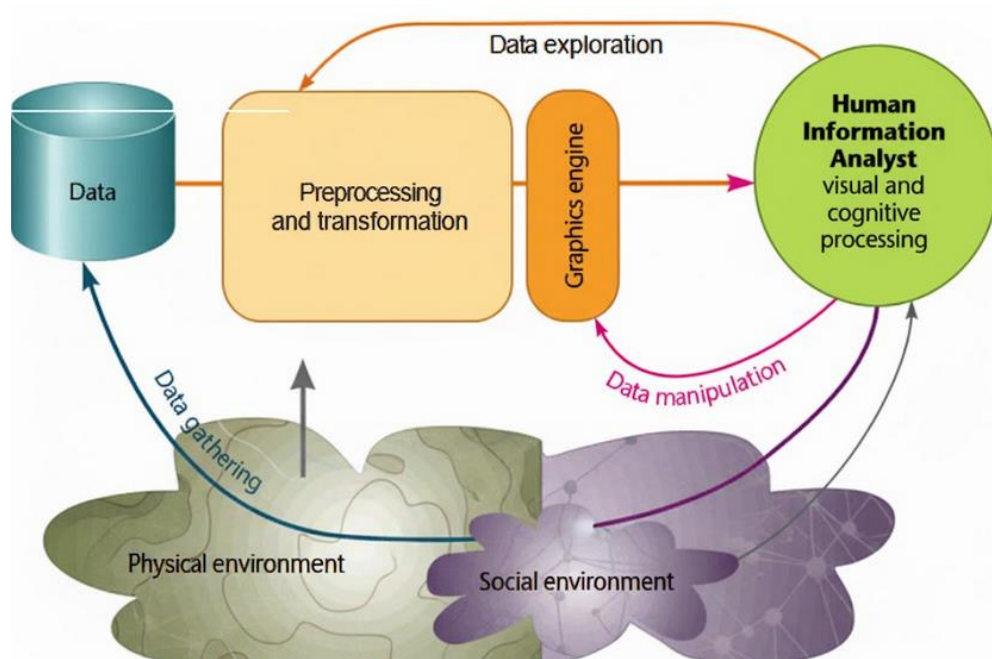 Data exploration
Human
Information
Analyst
visual and
cognitive
processing
Data
Preprocessing
and transformation
Graphics engine
Data manipulation
Data gathering
Physical environment
Social environment